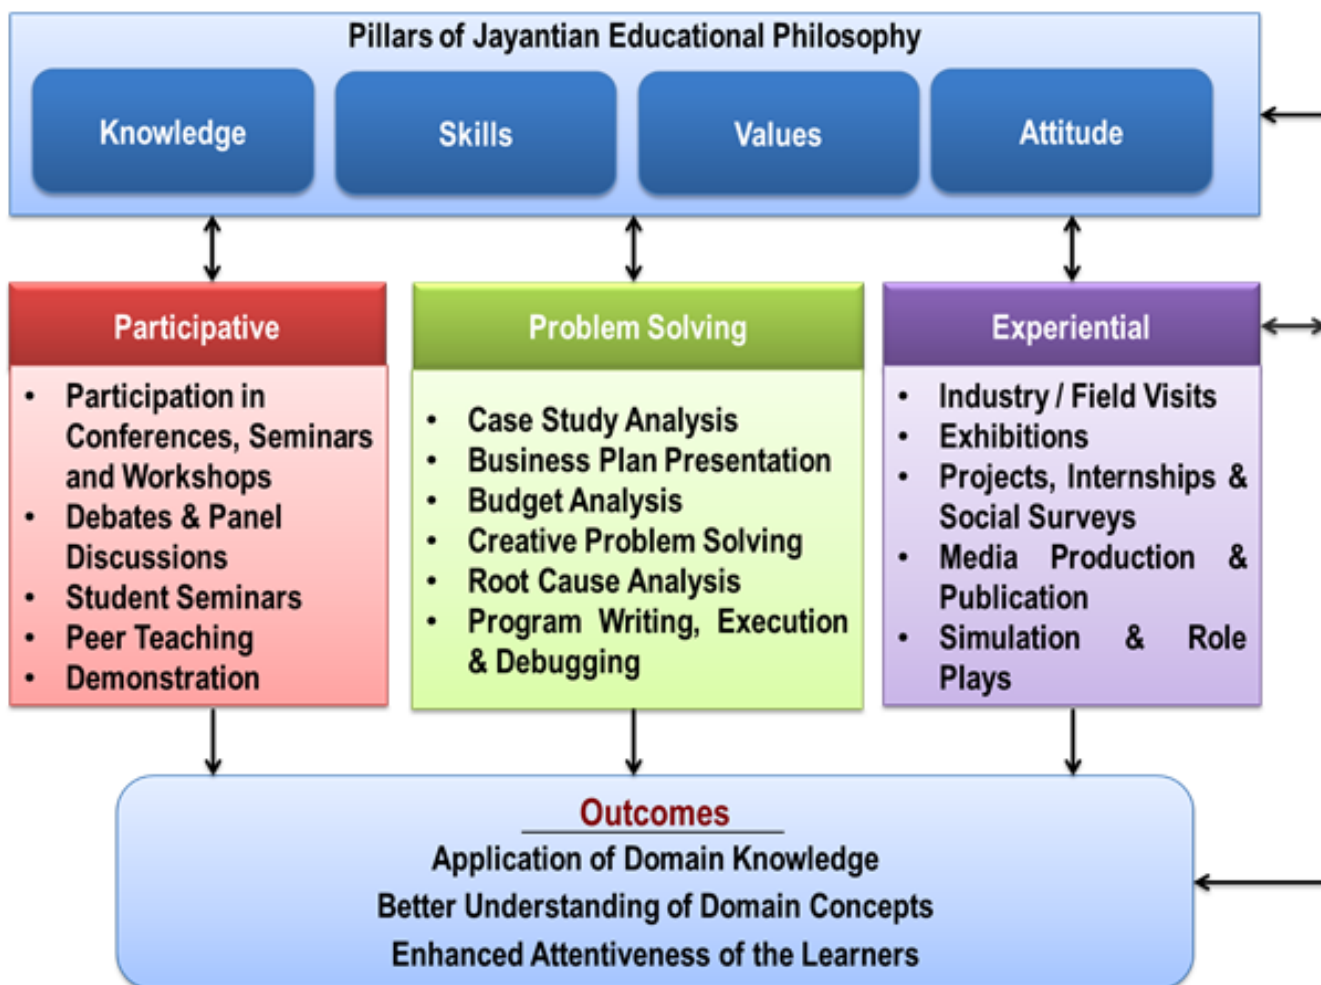 Pillars of Jayantian Educational Philosophy
Knowledge
Skills
Values
Attitude
Participative
• Participation in
Conferences, Seminars
and Workshops
• Debates & Panel
Discussions
• Student Seminars
• Peer Teaching
• Demonstration
Problem Solving
• Case Study Analysis
• Business Plan Presentation
• Budget Analysis
• Creative Problem Solving
• Root Cause Analysis
• Program Writing, Execution
& Debugging
Experiential
• Industry / Field Visits
• Exhibitions
• Projects, Internships &
Social Surveys
• Media Production &
Publication
• Simulation & Role
Plays
Outcomes
Application of Domain Knowledge
Better Understanding of Domain Concepts
Enhanced Attentiveness of the Learners